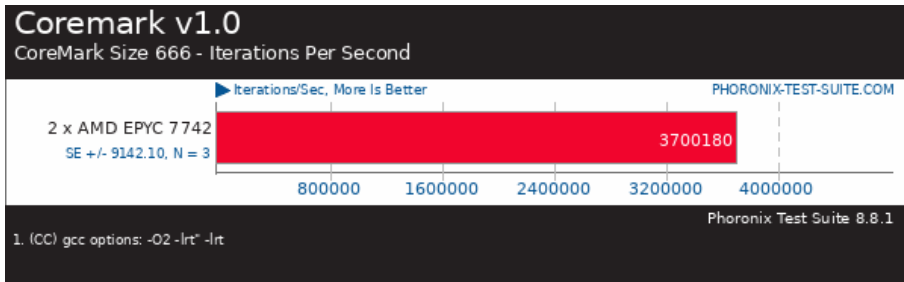 Coremark v1.0
CoreMark Size 666 - Iterations Per Second
Iterations/Sec, More Is Better PHORONIX-TEST-SUITE.COM
2 x AMD EPYC 7742 3700180
SE +/- 9142.10, N = 3
800000 1600000 2400000 3200000 4000000
Phoronix Test Suite 8.8.1
1. (CC) gcc options: -O2 -lrt" -lrt